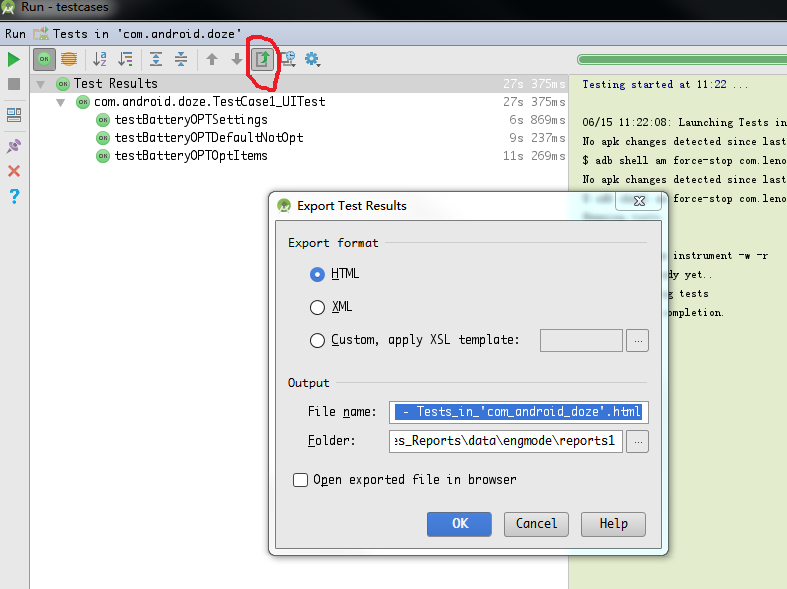 Run - testcases
Run Tests in 'com.android.doze'
Test Results 27s 375ms
com.android.doze.TestCase1_UITest 27s 375ms
testBatteryOPTSettings 6s 869ms
testBatteryOPTDefaultNotOpt 9s 237ms
testBatteryOPTOptItems 11s 269ms
Testing started at 11:22 ...
06/15 11:22:08: Launching Tests in
No apk changes detected since last
$ adb shell am force-stop com.leno
No apk changes detected since last
$ adb shell am force-stop com.leno
instrument -w -r
dy yet..
g tests
ompletion.
Export Test Results
Export format
HTML
XML
Custom, apply XSL template:
Output
File name: - Tests_in_'com_android_doze'.html
Folder: es_Reports\data\engmode\reports1
Open exported file in browser
OK Cancel Help